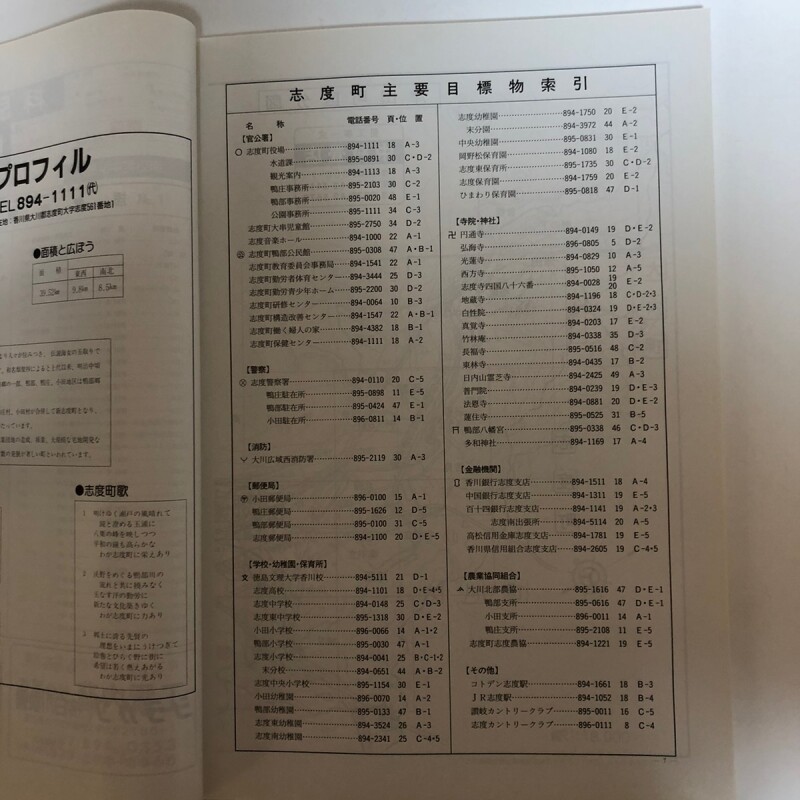 プロフィル
EL894-1111㈹
在地：香川県大川郡志度町大字志度561番地1
●面積と広ぼう
面 積 東西 南北
●志度町歌
志度町主要目標物索引
名 称 電話番号 頁・位 置
【官公署】
志度町役場 894-1111 18 A-3
水道課 895-0891 30 C・D-2
観光案内 894-1113 18 A-3
鴨庄事務所 895-2103 30 C-2
鴨部事務所 895-0020 48 E-1
公園事務所 895-1111 34 C-3
志度町大串児童館 895-2750 34 D-2
志度音楽ホール 894-1000 22 A-1
志度町鴨部公民館 895-0308 47 A・B-1
志度町教育委員会事務局 894-1541 22 A-1
志度町勤労者体育センター 894-3444 25 D-3
志度町勤労青少年ホーム 895-2200 30 D-2
志度町研修センター 894-0064 10 B-3
志度町構造改善センター 894-1547 22 A・B-1
志度町働く婦人の家 894-4382 18 B-1
志度町保健センター 894-1111 18 A-2
【警察】
志度警察署 894-0110 20 C-5
鴨庄駐在所 895-0898 11 E-5
鴨部駐在所 895-0424 47 E-1
小田駐在所 896-0811 14 B-1
【消防】
大川広域西消防署 895-2119 30 A-3
【郵便局】
小田郵便局 896-0100 15 A-1
鴨庄郵便局 895-1626 12 D-5
鴨部郵便局 895-0100 31 C-5
志度郵便局 894-1100 20 D・E-5
【学校・幼稚園・保育所】
文 徳島文理大学香川校 894-5111 21 D-1
志度高校 894-1101 18 D・E-4・5
志度中学校 894-0148 25 C・D-3
志度東中学校 895-1318 30 D・E-2
小田小学校 896-0066 14 A-1・2
鴨部小学校 895-0030 47 A-1
志度小学校 894-0041 25 B・C-1・2
末分校 894-0651 44 A・B-2
志度中央小学校 895-1154 30 E-1
小田幼稚園 896-0070 14 A-2
鴨部幼稚園 895-0133 47 B-1
志度東幼稚園 894-3524 26 A-3
志度南幼稚園 894-2341 25 C-4・5
志度幼稚園 894-1750 20 E-2
末分園 894-3972 44 A-2
中央幼稚園 895-0831 30 E-1
岡野松保育園 894-1080 18 E-2
志度東保育所 895-1735 30 C・D-2
志度保育園 894-1759 20 E-2
ひまわり保育園 895-0818 47 D-1
【寺院・神社】
卍 円通寺 894-0149 19 D・E-2
弘海寺 896-0805 5 D-2
光蓮寺 894-0829 10 A-3
西方寺 895-1050 12 A-5
志度寺四国八十六番 894-0028 19 20 E-2
地蔵寺 894-1196 18 C・D-2・3
自性院 894-0324 19 D・E-2・3
真覚寺 894-0203 17 E-2
竹林庵 894-0338 35 D-3
長福寺 895-0516 48 C-2
東林寺 894-0435 17 B-2
日内山霊芝寺 894-2425 49 A-3
普門院 894-0239 19 D・E-3
法恩寺 894-0881 20 D・E-2
蓮住寺 895-0525 31 B-5
鴨部八幡宮 895-0338 46 C・D-3
多和神社 894-1169 17 A-4
【金融機関】
香川銀行志度支店 894-1511 18 A-4
中国銀行志度支店 894-1311 19 E-5
百十四銀行志度支店 894-1141 19 A-2・3
志度南出張所 894-5114 20 A-5
高松信用金庫志度支店 894-1781 19 E-5
香川県信用組合志度支店 894-2605 19 C-4・5
【農業協同組合】
大川北部農協 895-1616 47 D・E-1
鴨部支所 895-0616 47 D・E-1
小田支所 896-0011 14 A-1
鴨庄支所 895-2108 11 E-5
志度町志度農協 894-1221 19 E-5
【その他】
コトデン志度駅 894-1661 18 B-3
JR志度駅 894-1052 18 B-4
讃岐カントリークラブ 895-0011 16 C-5
志度カントリークラブ 896-0111 8 C-4